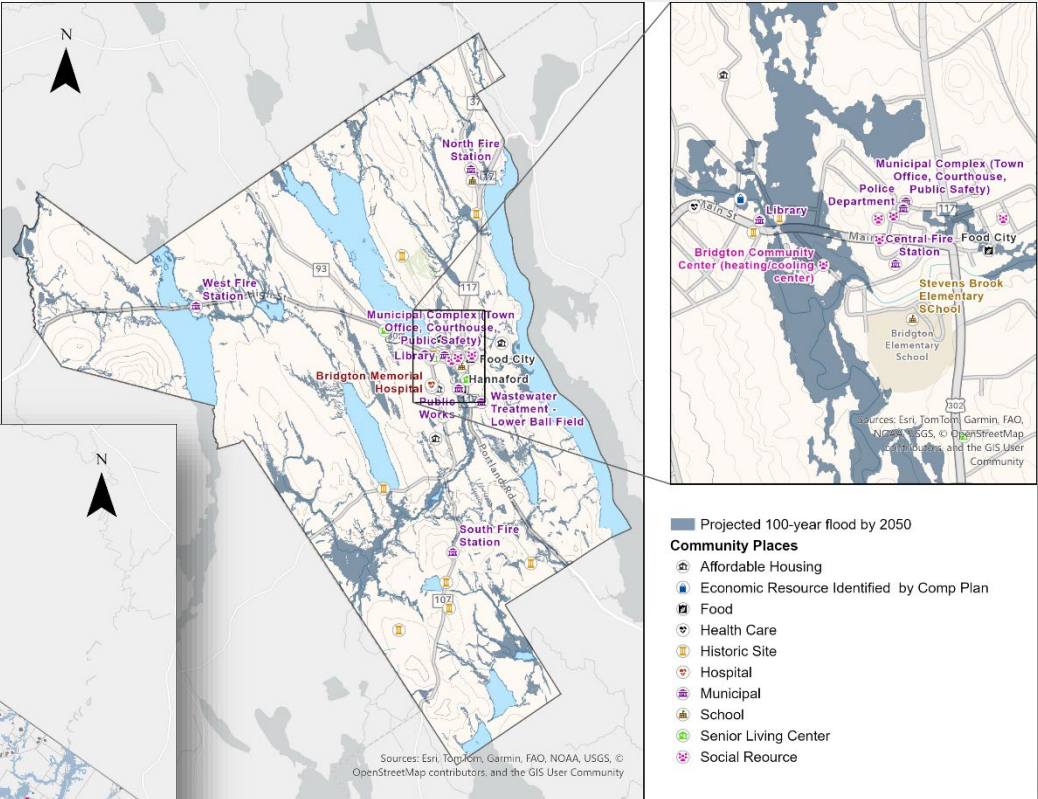 N
37
North Fire
Station
37
93
West Fire
Station
High St
117
Municipal Complex (Town
Office, Courthouse,
Public Safety)
Library
Food City
Bridgton Memorial
Hospital
Hannaford
Public
Works
117
Wastewater
Treatment -
Lower Ball Field
Portland Rd
South Fire
Station
107
Sources: Esri, TomTom, Garmin, FAO, NOAA, USGS, ©
OpenStreetMap contributors, and the GIS User Community
N
Municipal Complex (Town
Office, Courthouse,
Public Safety)
Police
Department
117
Main St
Library
Main
Central Fire
Station
Food City
Bridgton Community
Center (heating/cooling
center)
Stevens Brook
Elementary
SChool
Bridgton
Elementary
School
302
Sources: Esri, TomTom, Garmin, FAO,
NOAA, USGS, © OpenStreetMap
contributors, and the GIS User
Community
Projected 100-year flood by 2050
Community Places
Affordable Housing
Economic Resource Identified by Comp Plan
Food
Health Care
Historic Site
Hospital
Municipal
School
Senior Living Center
Social Reource